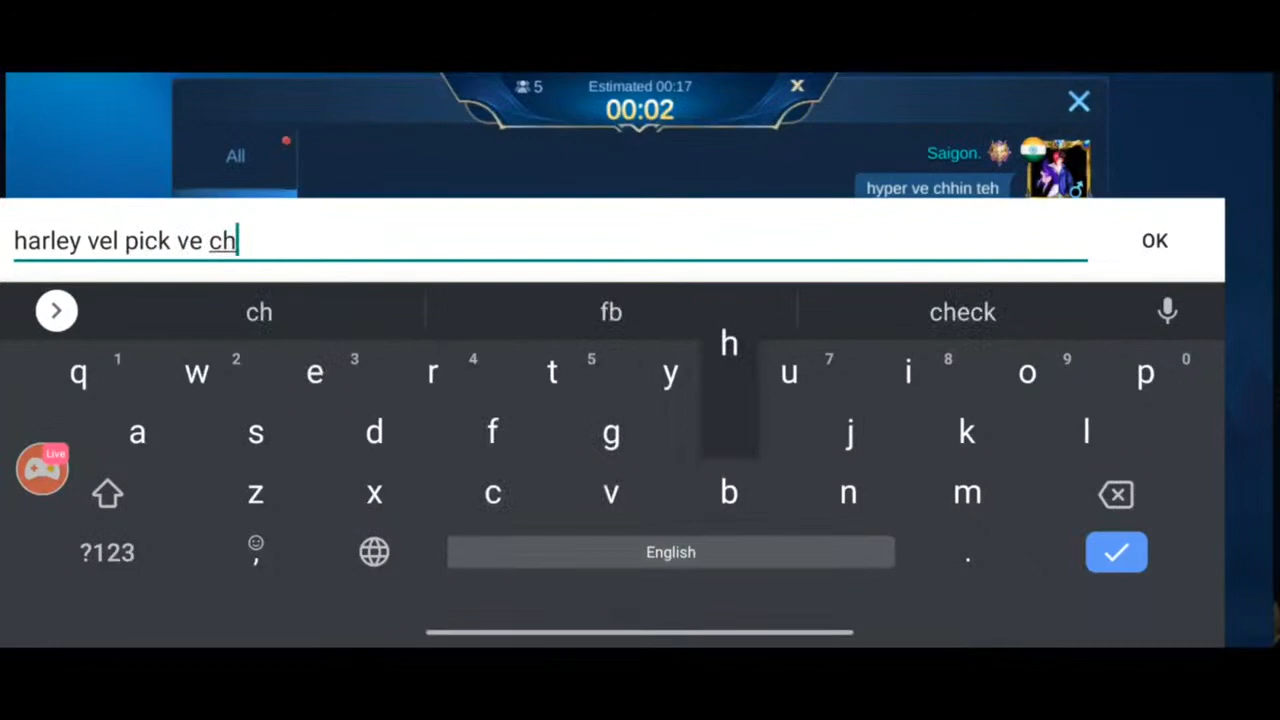 5
Estimated 00:17
00:02
All
Saigon.
hyper ve chhin teh
harley vel pick ve ch
OK
ch
fb
check
q 1 w 2 e 3 r 4 t 5 y h u 7 i 8 o 9 p 0
a s d f g j k l
Live
z x c v b n m
?123 , English .